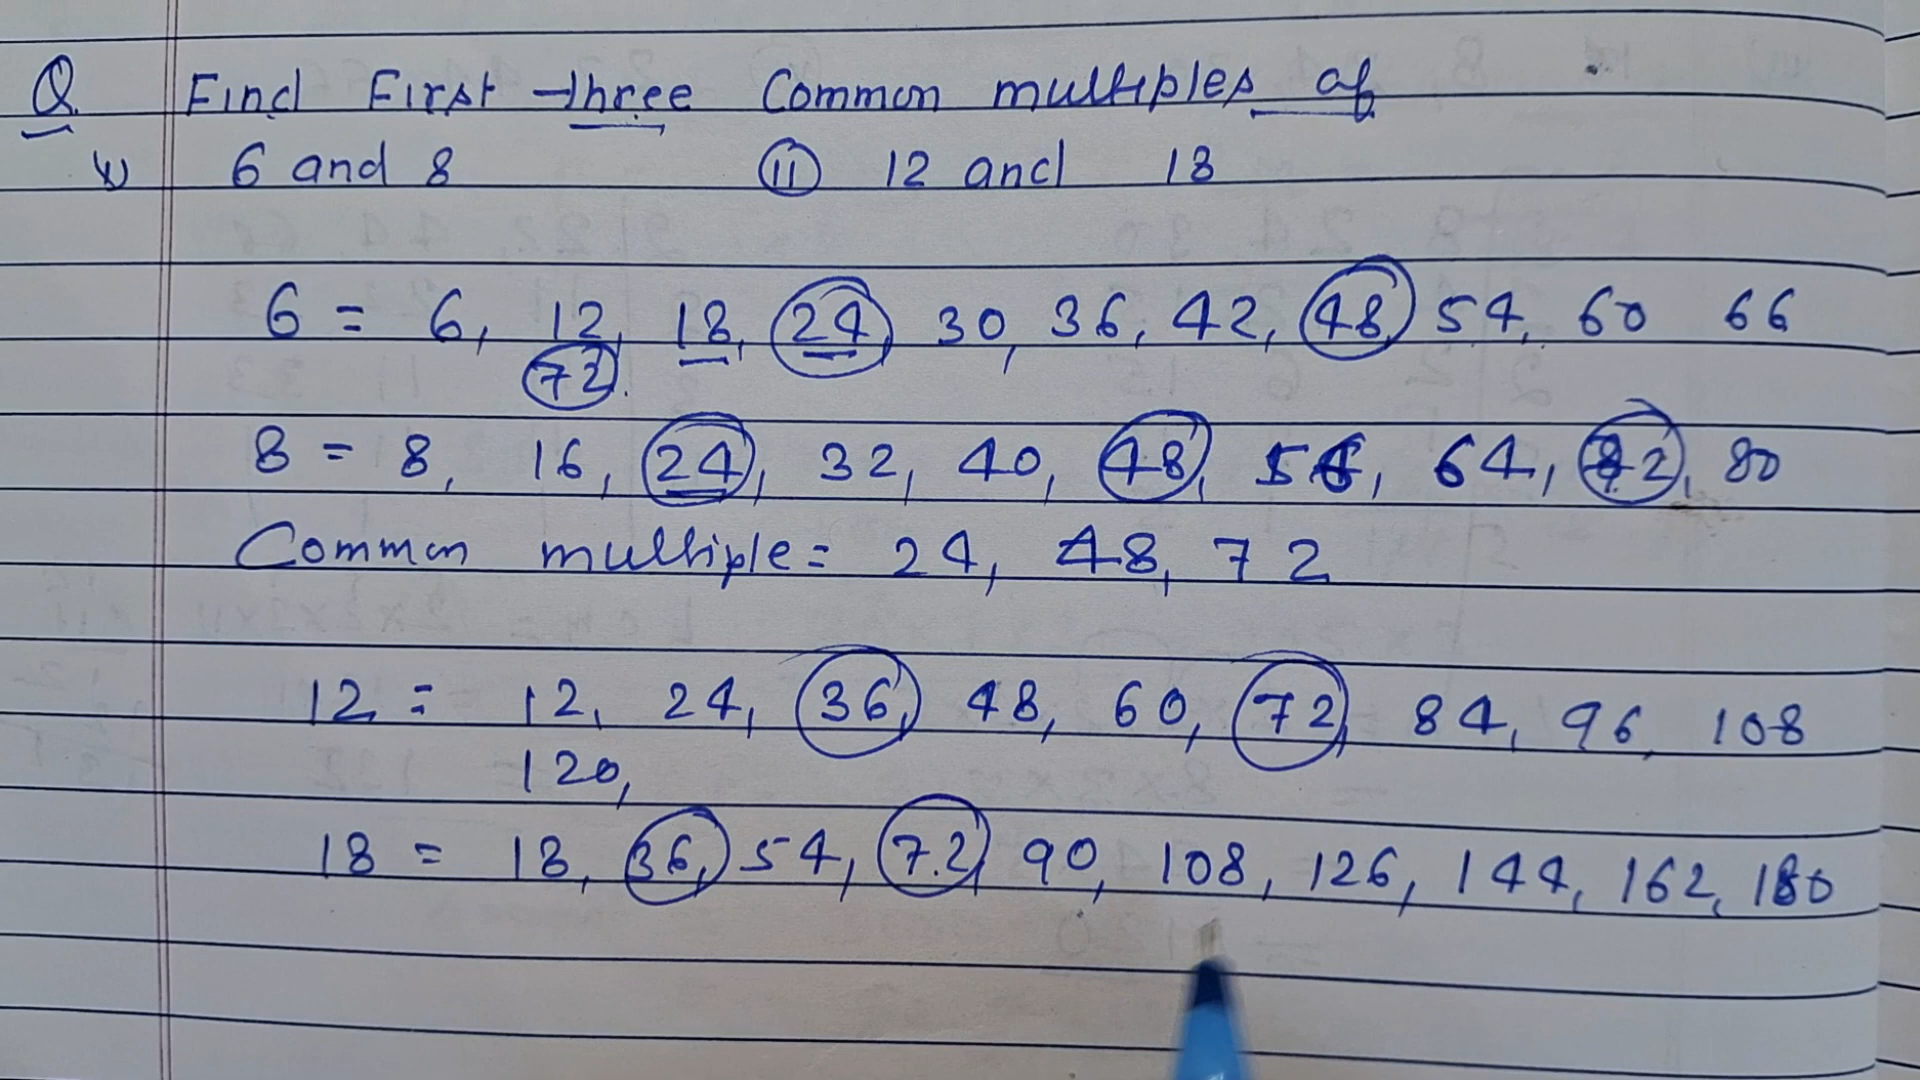 Q. Find First three Common multiples of
(i) 6 and 8 (II) 12 and 18
6 = 6, 12, 18, 24, 30, 36, 42, 48, 54, 60 66
72.
8 = 8, 16, 24, 32, 40, 48, 56, 64, 72, 80
Common multiple = 24, 48, 72
12 = 12, 24, 36, 48, 60, 72, 84, 96, 108
120,
18 = 18, 36, 54, 72, 90, 108, 126, 144, 162, 180